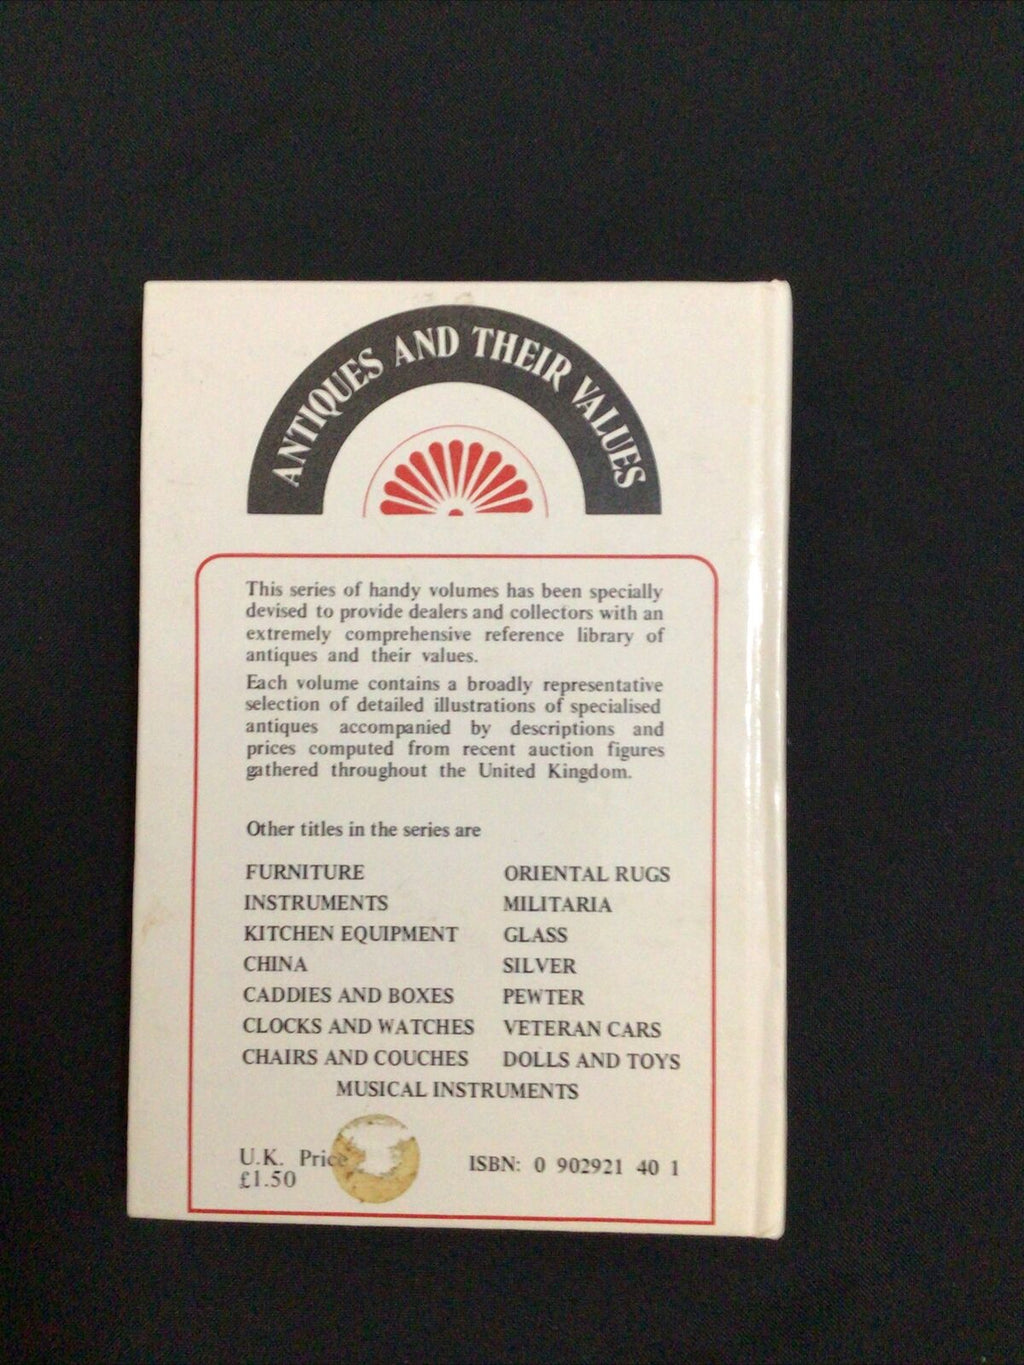 ANTIQUES AND THEIR VALUES
This series of handy volumes has been specially
devised to provide dealers and collectors with an
extremely comprehensive reference library of
antiques and their values.
Each volume contains a broadly representative
selection of detailed illustrations of specialised
antiques accompanied by descriptions and
prices computed from recent auction figures
gathered throughout the United Kingdom.
Other titles in the series are
FURNITURE ORIENTAL RUGS
INSTRUMENTS MILITARIA
KITCHEN EQUIPMENT GLASS
CHINA SILVER
CADDIES AND BOXES PEWTER
CLOCKS AND WATCHES VETERAN CARS
CHAIRS AND COUCHES DOLLS AND TOYS
MUSICAL INSTRUMENTS
U.K. Price ISBN: 0 902921 40 1
£1.50